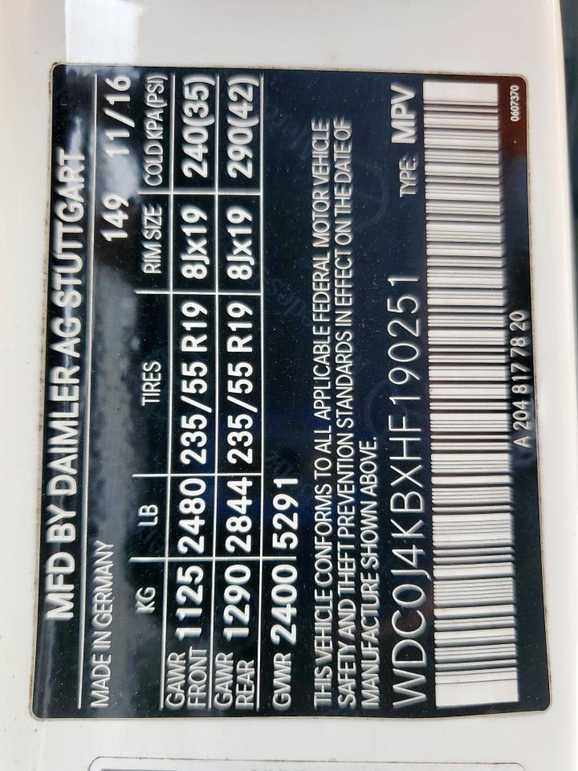 MFD BY DAIMLER AG STUTTGART
MADE IN GERMANY 149 11/16
KG LB TIRES RIM SIZE COLD KPA(PSI)
GAWR FRONT 1125 2480 235/55 R19 8Jx19 240(35)
GAWR REAR 1290 2844 235/55 R19 8Jx19 290(42)
GVWR 2400 5291
THIS VEHICLE CONFORMS TO ALL APPLICABLE FEDERAL MOTOR VEHICLE
SAFETY AND THEFT PREVENTION STANDARDS IN EFFECT ON THE DATE OF
MANUFACTURE SHOWN ABOVE.
WDC0J4KBXHF190251 TYPE: MPV
A 204 817 78 20
0607370